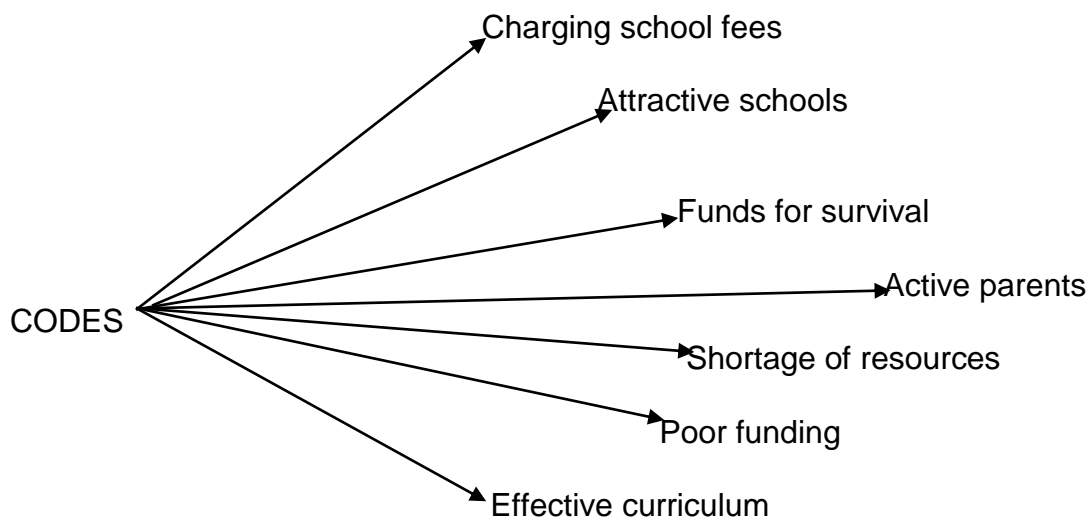 Charging school fees
Attractive schools
Funds for survival
Active parents
CODES
Shortage of resources
Poor funding
Effective curriculum